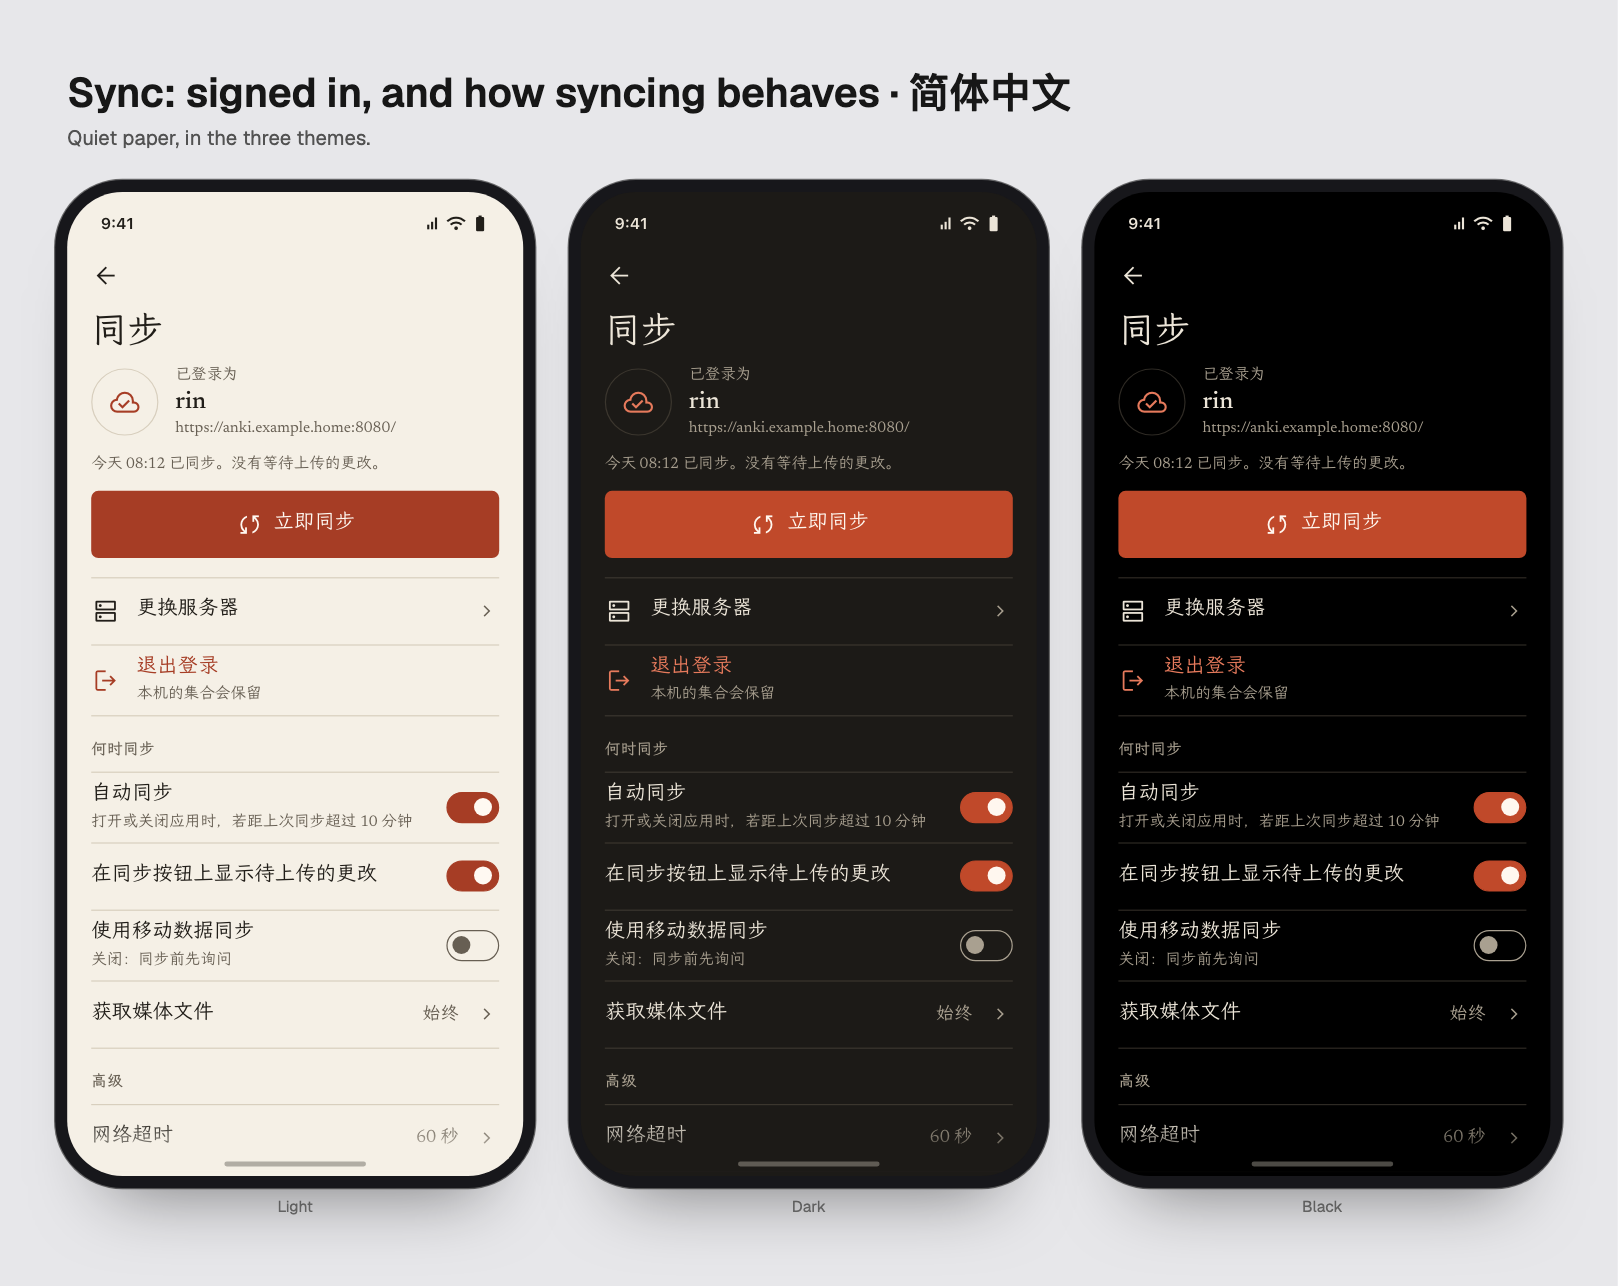 Sync: signed in, and how syncing behaves · 简体中文
Quiet paper, in the three themes.
9:41
同步
已登录为
rin
https://anki.example.home:8080/
今天 08:12 已同步。没有等待上传的更改。
立即同步
更换服务器
退出登录
本机的集合会保留
何时同步
自动同步
打开或关闭应用时，若距上次同步超过 10 分钟
在同步按钮上显示待上传的更改
使用移动数据同步
关闭：同步前先询问
获取媒体文件 始终
高级
网络超时 60 秒
Light
9:41
同步
已登录为
rin
https://anki.example.home:8080/
今天 08:12 已同步。没有等待上传的更改。
立即同步
更换服务器
退出登录
本机的集合会保留
何时同步
自动同步
打开或关闭应用时，若距上次同步超过 10 分钟
在同步按钮上显示待上传的更改
使用移动数据同步
关闭：同步前先询问
获取媒体文件 始终
高级
网络超时 60 秒
Dark
9:41
同步
已登录为
rin
https://anki.example.home:8080/
今天 08:12 已同步。没有等待上传的更改。
立即同步
更换服务器
退出登录
本机的集合会保留
何时同步
自动同步
打开或关闭应用时，若距上次同步超过 10 分钟
在同步按钮上显示待上传的更改
使用移动数据同步
关闭：同步前先询问
获取媒体文件 始终
高级
网络超时 60 秒
Black